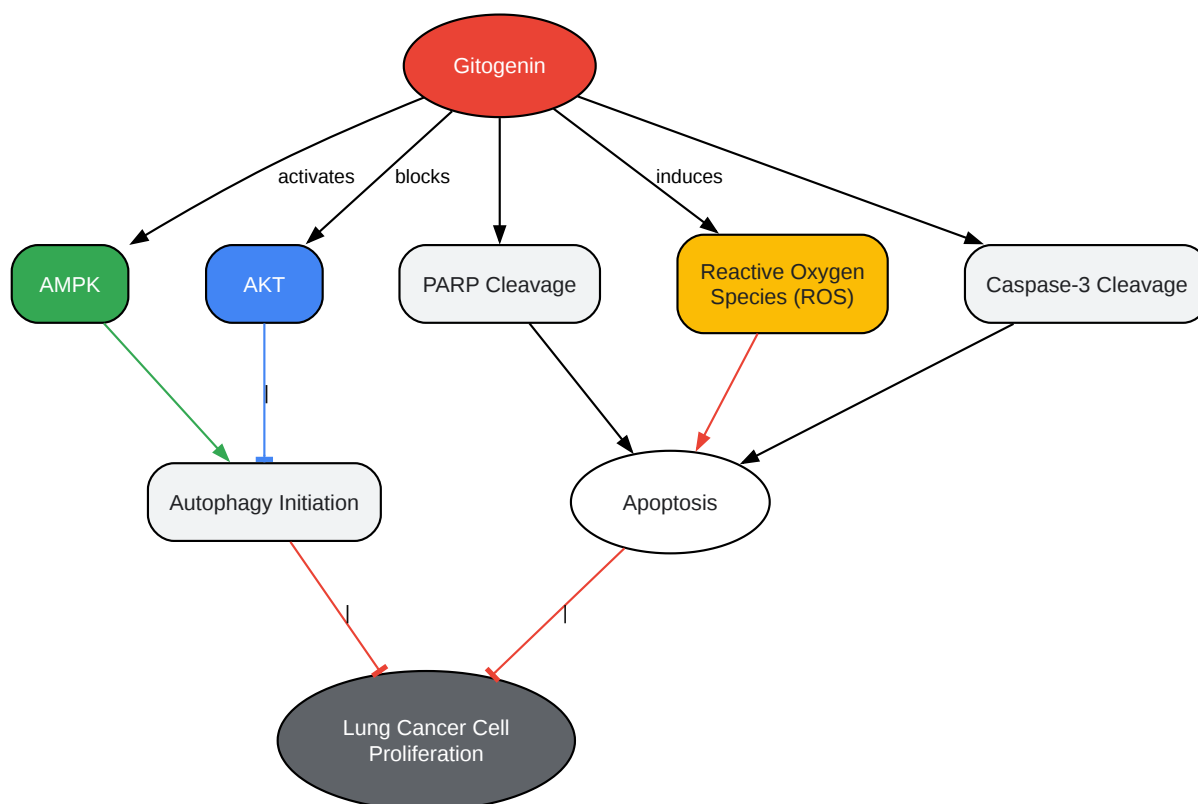 Gitogenin
activates
blocks
induces
AMPK
AKT
PARP Cleavage
Reactive Oxygen
Species (ROS)
Caspase-3 Cleavage
|
Autophagy Initiation
Apoptosis
|
|
Lung Cancer Cell
Proliferation